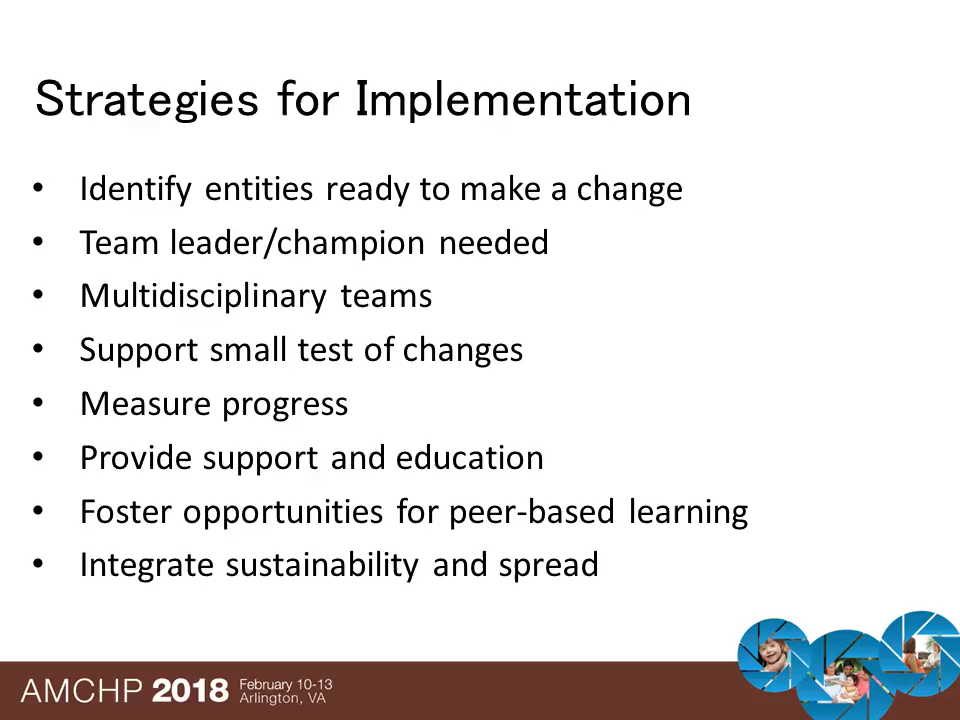 Strategies for Implementation
• Identify entities ready to make a change
• Team leader/champion needed
• Multidisciplinary teams
• Support small test of changes
• Measure progress
• Provide support and education
• Foster opportunities for peer-based learning
• Integrate sustainability and spread
AMCHP 2018 February 10-13
Arlington, VA